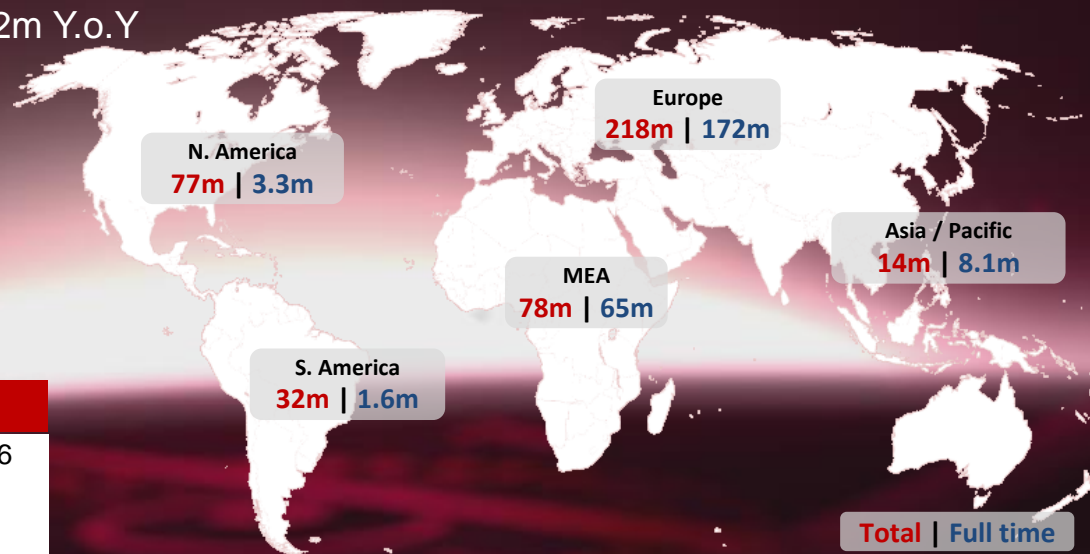 2m Y.o.Y
Europe
218m | 172m
N. America
77m | 3.3m
Asia / Pacific
14m | 8.1m
MEA
78m | 65m
S. America
32m | 1.6m
6
Total | Full time